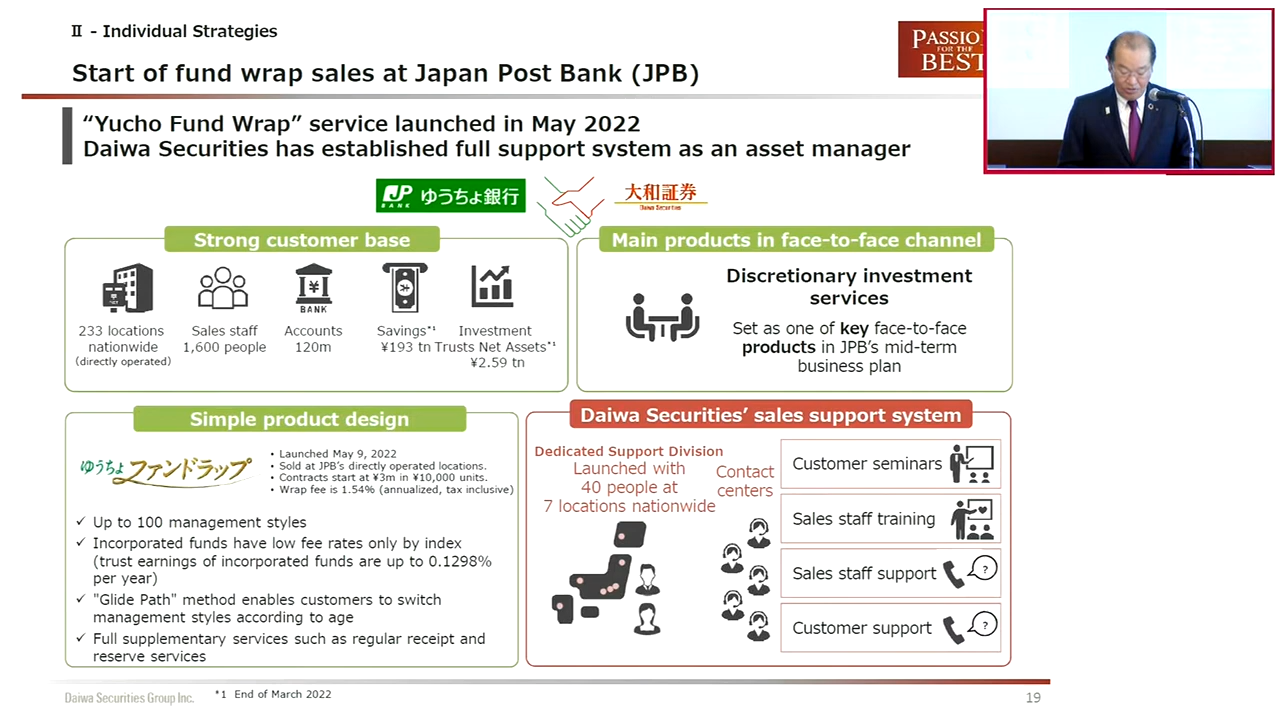 Ⅱ - Individual Strategies
Start of fund wrap sales at Japan Post Bank (JPB)
PASSIO
FOR THE
BEST
“Yucho Fund Wrap” service launched in May 2022
Daiwa Securities has established full support system as an asset manager
JP
BANK
ゆうちょ銀行
大和証券
Daiwa Securities
Strong customer base
BANK
233 locations
nationwide
(directly operated)
Sales staff
1,600 people
Accounts
120m
Savings*1
¥193 tn
Investment
Trusts Net Assets*1
¥2.59 tn
Main products in face-to-face channel
Discretionary investment
services
Set as one of key face-to-face
products in JPB’s mid-term
business plan
Simple product design
ゆうちょファンドラップ
• Launched May 9, 2022
• Sold at JPB’s directly operated locations.
• Contracts start at ¥3m in ¥10,000 units.
• Wrap fee is 1.54% (annualized, tax inclusive)
✓ Up to 100 management styles
✓ Incorporated funds have low fee rates only by index
(trust earnings of incorporated funds are up to 0.1298%
per year)
✓ "Glide Path" method enables customers to switch
management styles according to age
✓ Full supplementary services such as regular receipt and
reserve services
Daiwa Securities’ sales support system
Dedicated Support Division
Launched with
40 people at
7 locations nationwide
Contact
centers
Customer seminars
Sales staff training
Sales staff support
?
Customer support
?
Daiwa Securities Group Inc.
*1 End of March 2022
19